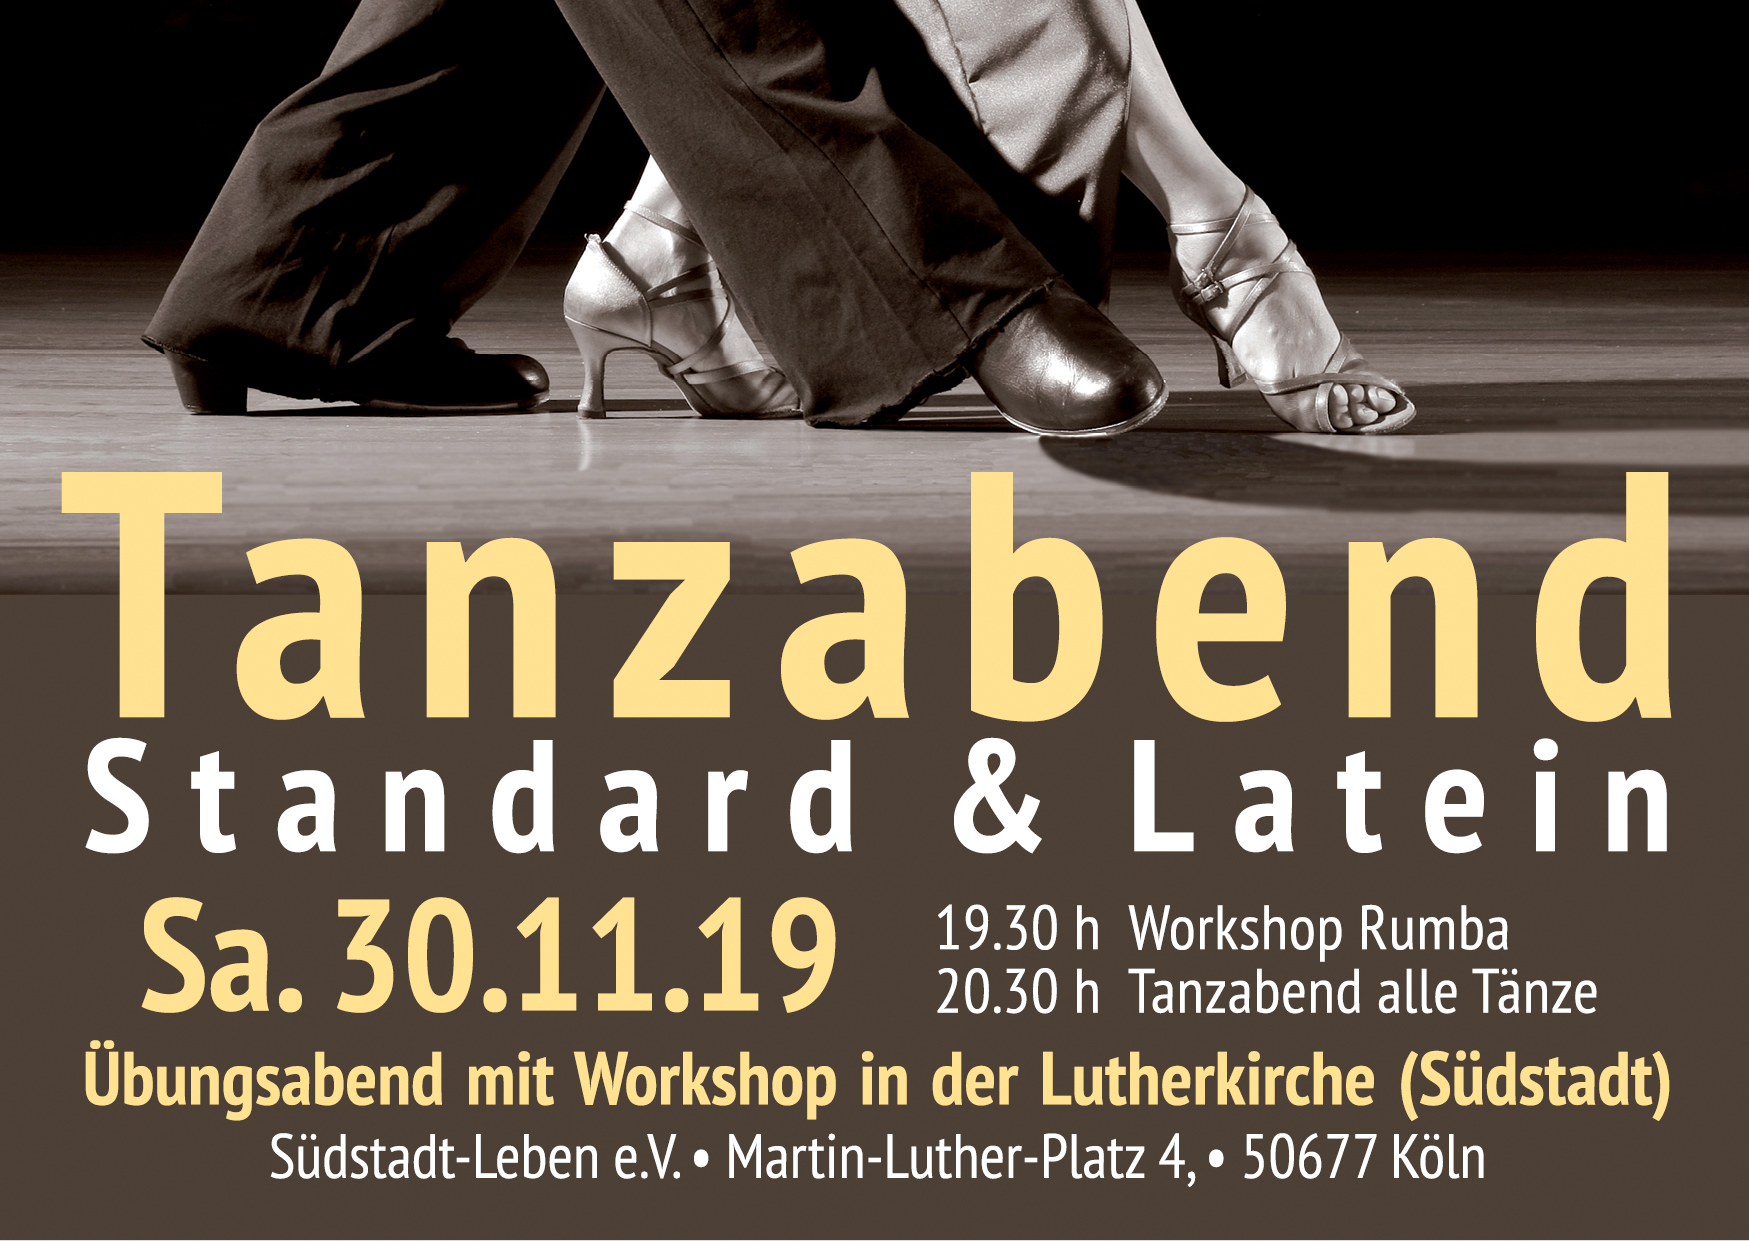 Tanzabend
Standard & Latein
Sa. 30.11.19
19.30 h Workshop Rumba
20.30 h Tanzabend alle Tänze
Übungsabend mit Workshop in der Lutherkirche (Südstadt)
Südstadt-Leben e.V. • Martin-Luther-Platz 4, • 50677 Köln